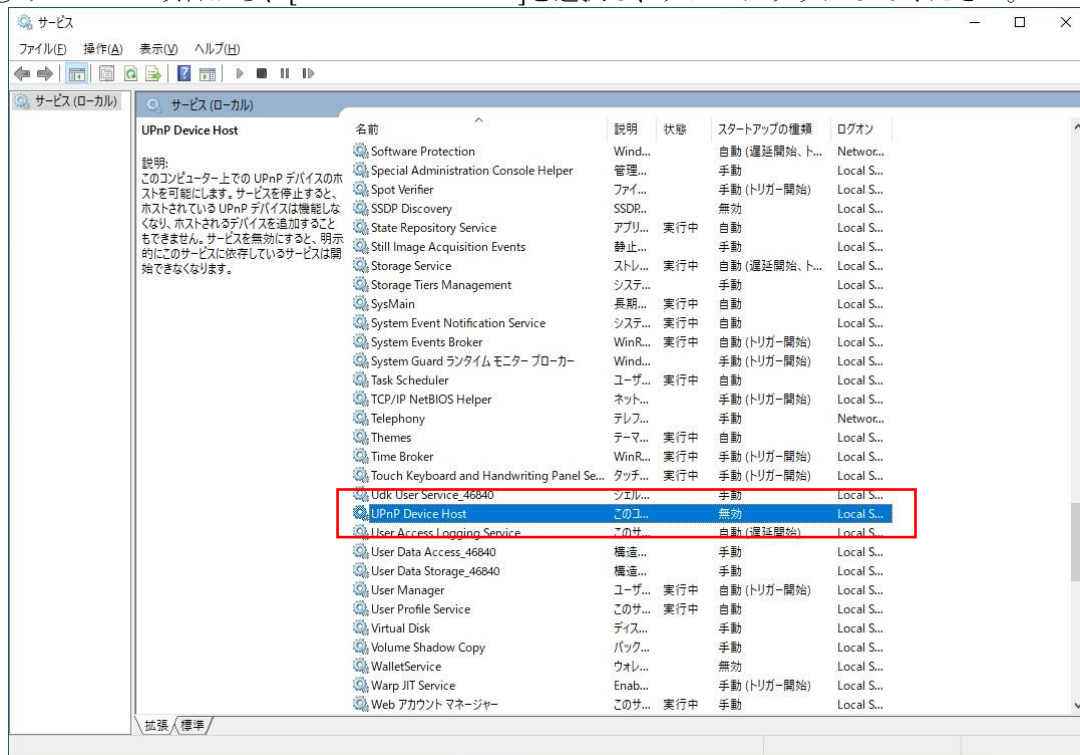 を選択し、
サービス
ファイル(F) 操作(A) 表示(V) ヘルプ(H)
サービス (ローカル)
サービス (ローカル)
UPnP Device Host
説明:
このコンピューター上での UPnP デバイスのホ
ストを可能にします。サービスを停止すると、
ホストされている UPnP デバイスは機能しな
くなり、ホストされるデバイスを追加すること
もできません。サービスを無効にすると、明示
的にこのサービスに依存しているサービスは開
始できなくなります。
名前 説明 状態 スタートアップの種類 ログオン
Software Protection Wind... 自動 (遅延開始、ト... Networ...
Special Administration Console Helper 管理... 手動 Local S...
Spot Verifier ファイ... 手動 (トリガー開始) Local S...
SSDP Discovery SSDP... 無効 Local S...
State Repository Service アプリ... 実行中 自動 Local S...
Still Image Acquisition Events 静止... 手動 Local S...
Storage Service ストレ... 実行中 自動 (遅延開始、ト... Local S...
Storage Tiers Management システ... 手動 Local S...
SysMain 長期... 実行中 自動 Local S...
System Event Notification Service システ... 実行中 自動 Local S...
System Events Broker WinR... 実行中 自動 (トリガー開始) Local S...
System Guard ランタイム モニター ブローカー Wind... 手動 (トリガー開始) Local S...
Task Scheduler ユーザ... 実行中 自動 Local S...
TCP/IP NetBIOS Helper ネット... 手動 (トリガー開始) Local S...
Telephony テレフ... 手動 Networ...
Themes テーマ... 実行中 自動 Local S...
Time Broker WinR... 実行中 手動 (トリガー開始) Local S...
Touch Keyboard and Handwriting Panel Se... タッチ... 実行中 手動 (トリガー開始) Local S...
Udk User Service_46840 シェル... 手動 Local S...
UPnP Device Host このコ... 無効 Local S...
User Access Logging Service このサ... 自動 (遅延開始) Local S...
User Data Access_46840 構造... 手動 Local S...
User Data Storage_46840 構造... 手動 Local S...
User Manager ユーザ... 実行中 自動 (トリガー開始) Local S...
User Profile Service このサ... 実行中 自動 Local S...
Virtual Disk ディス... 手動 Local S...
Volume Shadow Copy バック... 手動 Local S...
WalletService ウォレ... 無効 Local S...
Warp JIT Service Enab... 手動 (トリガー開始) Local S...
Web アカウント マネージャー このサ... 実行中 手動 Local S...
拡張 標準